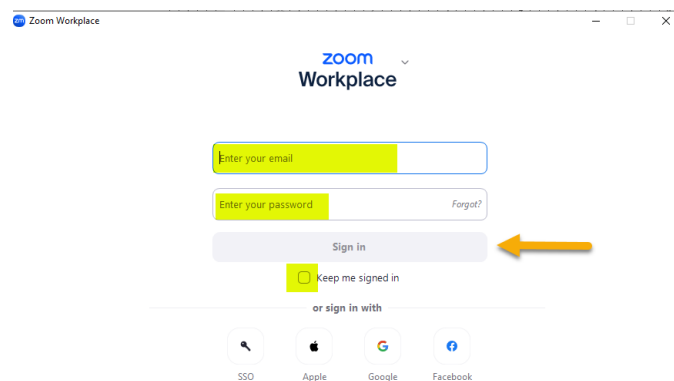 zm Zoom Workplace
zoom
Workplace
Enter your email
Enter your password Forgot?
Sign in
Keep me signed in
or sign in with
SSO Apple Google Facebook